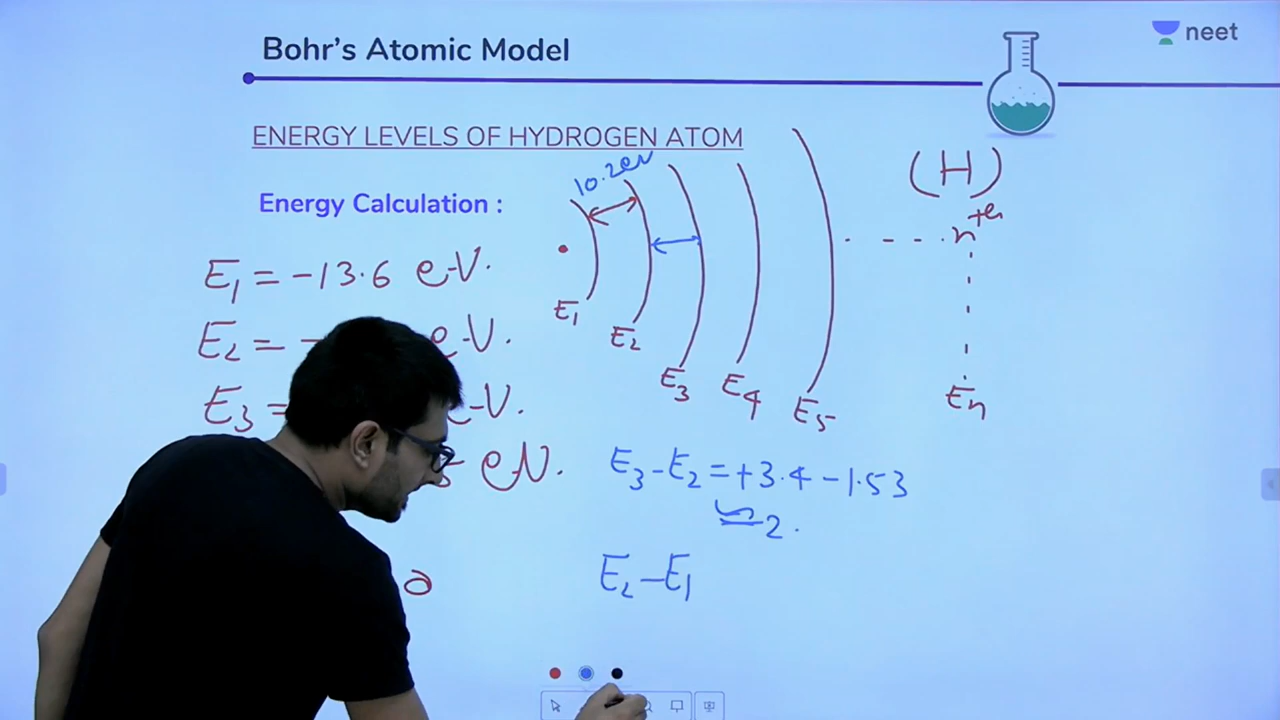 Bohr's Atomic Model
neet
ENERGY LEVELS OF HYDROGEN ATOM
10.2ev
(H)
Energy Calculation :
nth
E1 = -13.6 e-V.
E1
E2 = - e-V.
E2
E3 = e-V.
E3
E4
E5
En
eV.
E3-E2=+3.4-1.53
≃2.
E2-E1